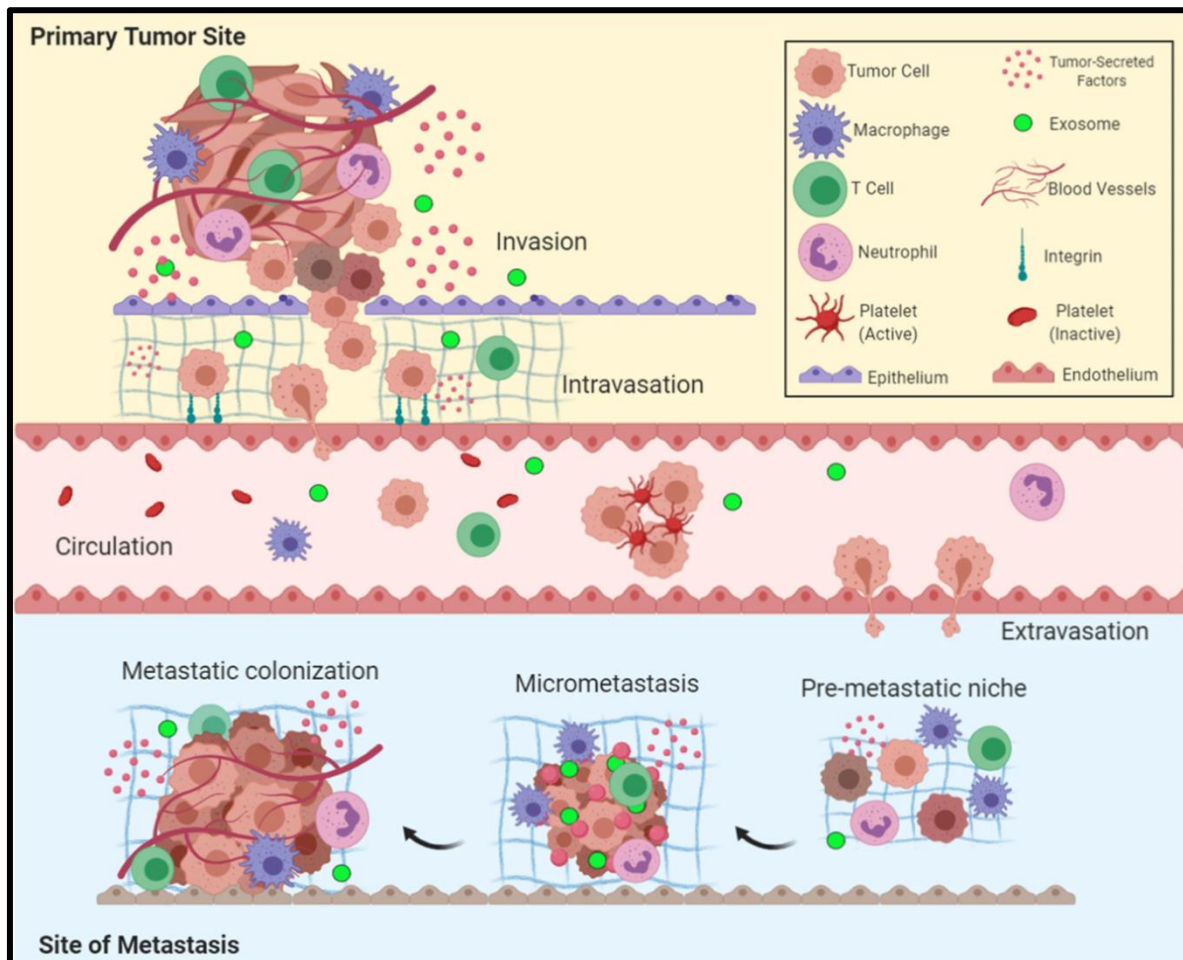 Primary Tumor Site
Tumor Cell
Tumor-Secreted
Factors
Macrophage
Exosome
T Cell
Blood Vessels
Neutrophil
Integrin
Platelet
(Active)
Platelet
(Inactive)
Epithelium
Endothelium
Invasion
Intravasation
Circulation
Extravasation
Metastatic colonization
Micrometastasis
Pre-metastatic niche
Site of Metastasis